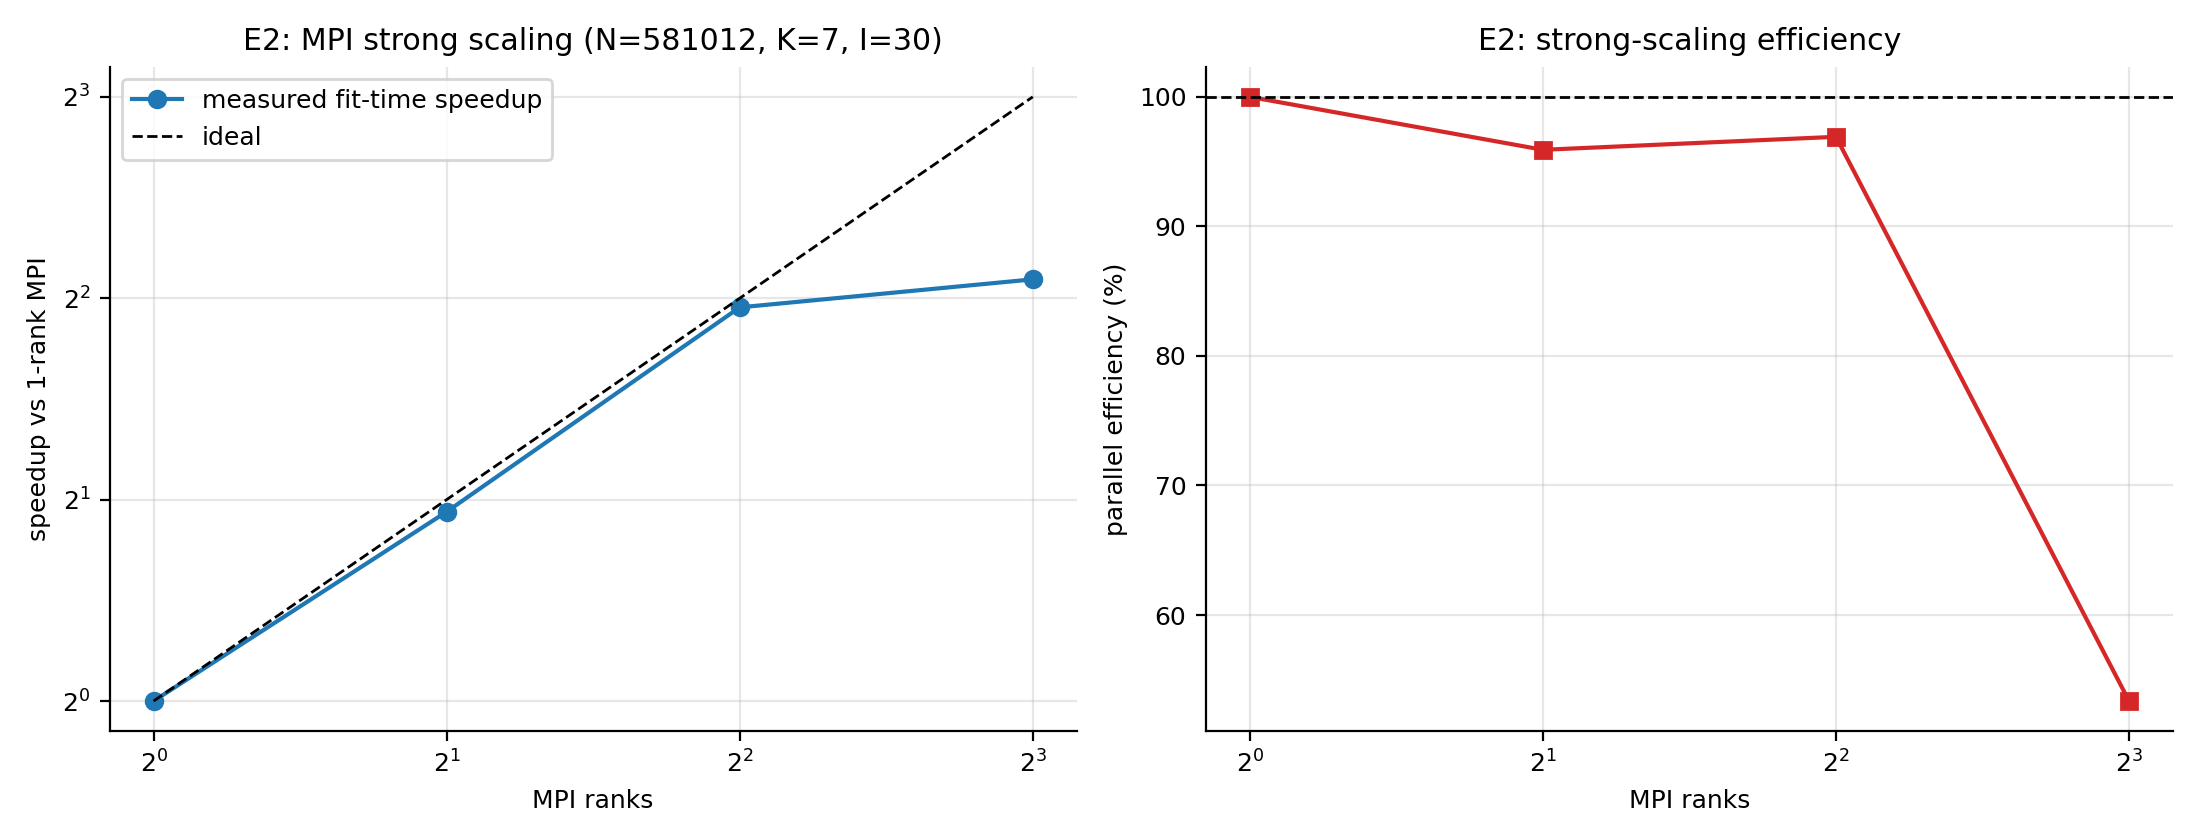 E2: MPI strong scaling (N=581012, K=7, I=30)
measured fit-time speedup
ideal
2³
2²
2¹
2⁰
speedup vs 1-rank MPI
2⁰ 2¹ 2² 2³
MPI ranks
E2: strong-scaling efficiency
100
90
80
70
60
parallel efficiency (%)
2⁰ 2¹ 2² 2³
MPI ranks